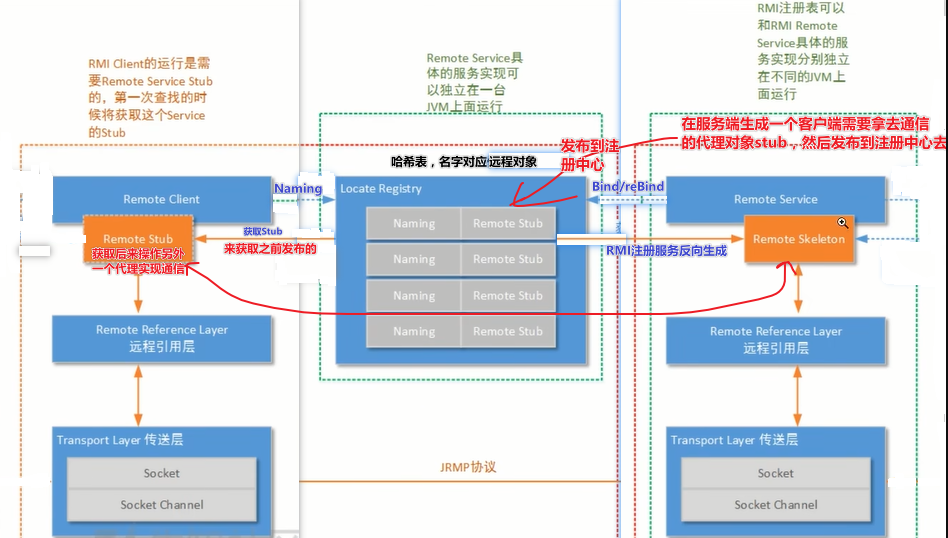 RMI注册表可以
和RMI Remote
Service具体的服
务实现分别独立
在不同的JVM上
面运行
Remote Service具
体的服务实现可
以独立在一台
JVM上面运行
RMI Client的运行是需
要Remote Service Stub
的，第一次查找的时
候将获取这个Service
的Stub
在服务端生成一个客户端需要拿去通信
的代理对象stub，然后发布到注册中心去
发布到注
册中心
哈希表，名字对应远程对象
Remote Client
Naming
Locate Registry
Bind/reBind
Remote Service
Naming
Remote Stub
Remote Stub
获取后来操作另外
一个代理实现通信
获取Stub
来获取之前发布的
RMI注册服务反向生成
Remote Skeleton
Naming
Remote Stub
Naming
Remote Stub
Naming
Remote Stub
Remote Reference Layer
远程引用层
Remote Reference Layer
远程引用层
Transport Layer 传送层
Socket
Socket Channel
JRMP协议
Transport Layer 传送层
Socket
Socket Channel